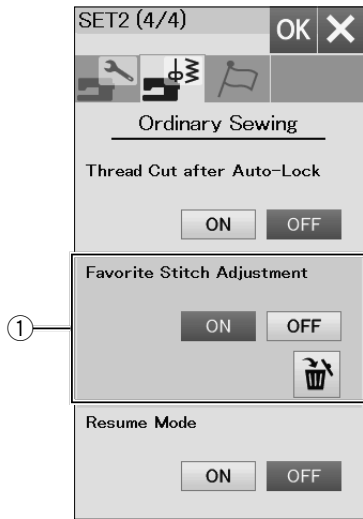 SET2 (4/4)
OK
Ordinary Sewing
Thread Cut after Auto-Lock
ON OFF
Favorite Stitch Adjustment
① ON OFF
Resume Mode
ON OFF